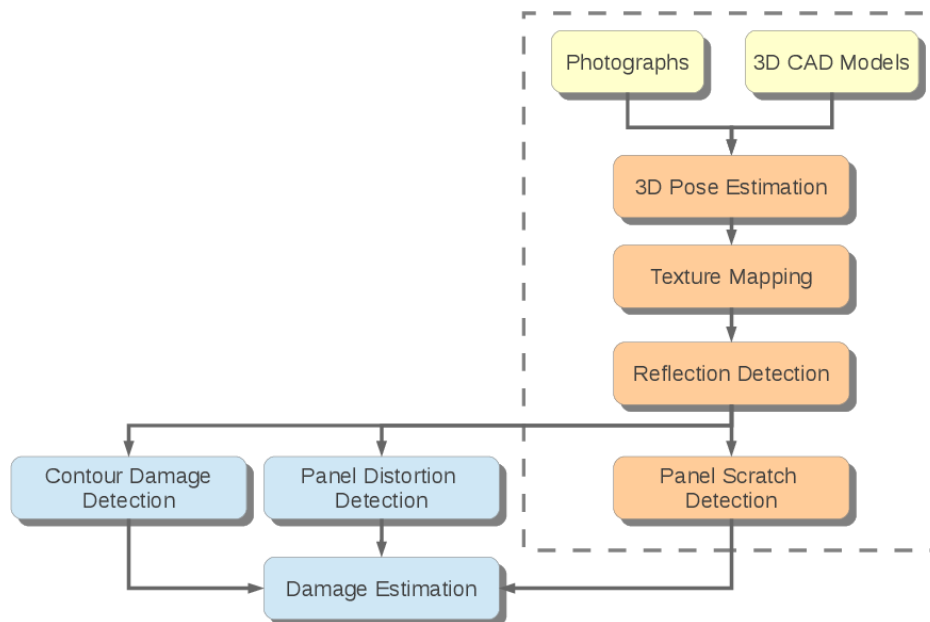 Photographs
3D CAD Models
3D Pose Estimation
Texture Mapping
Reflection Detection
Contour Damage
Detection
Panel Distortion
Detection
Panel Scratch
Detection
Damage Estimation